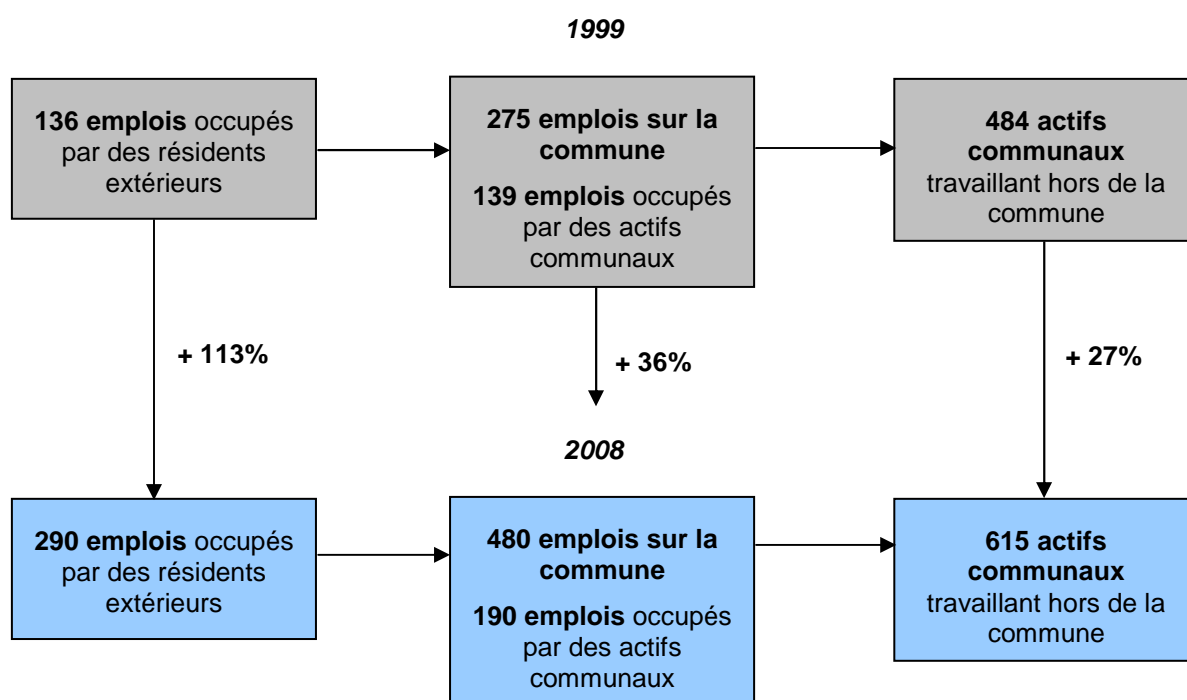 1999
136 emplois occupés
par des résidents
extérieurs
275 emplois sur la
commune
139 emplois occupés
par des actifs
communaux
484 actifs
communaux
travaillant hors de la
commune
+ 113%
+ 36%
+ 27%
2008
290 emplois occupés
par des résidents
extérieurs
480 emplois sur la
commune
190 emplois occupés
par des actifs
communaux
615 actifs
communaux
travaillant hors de la
commune